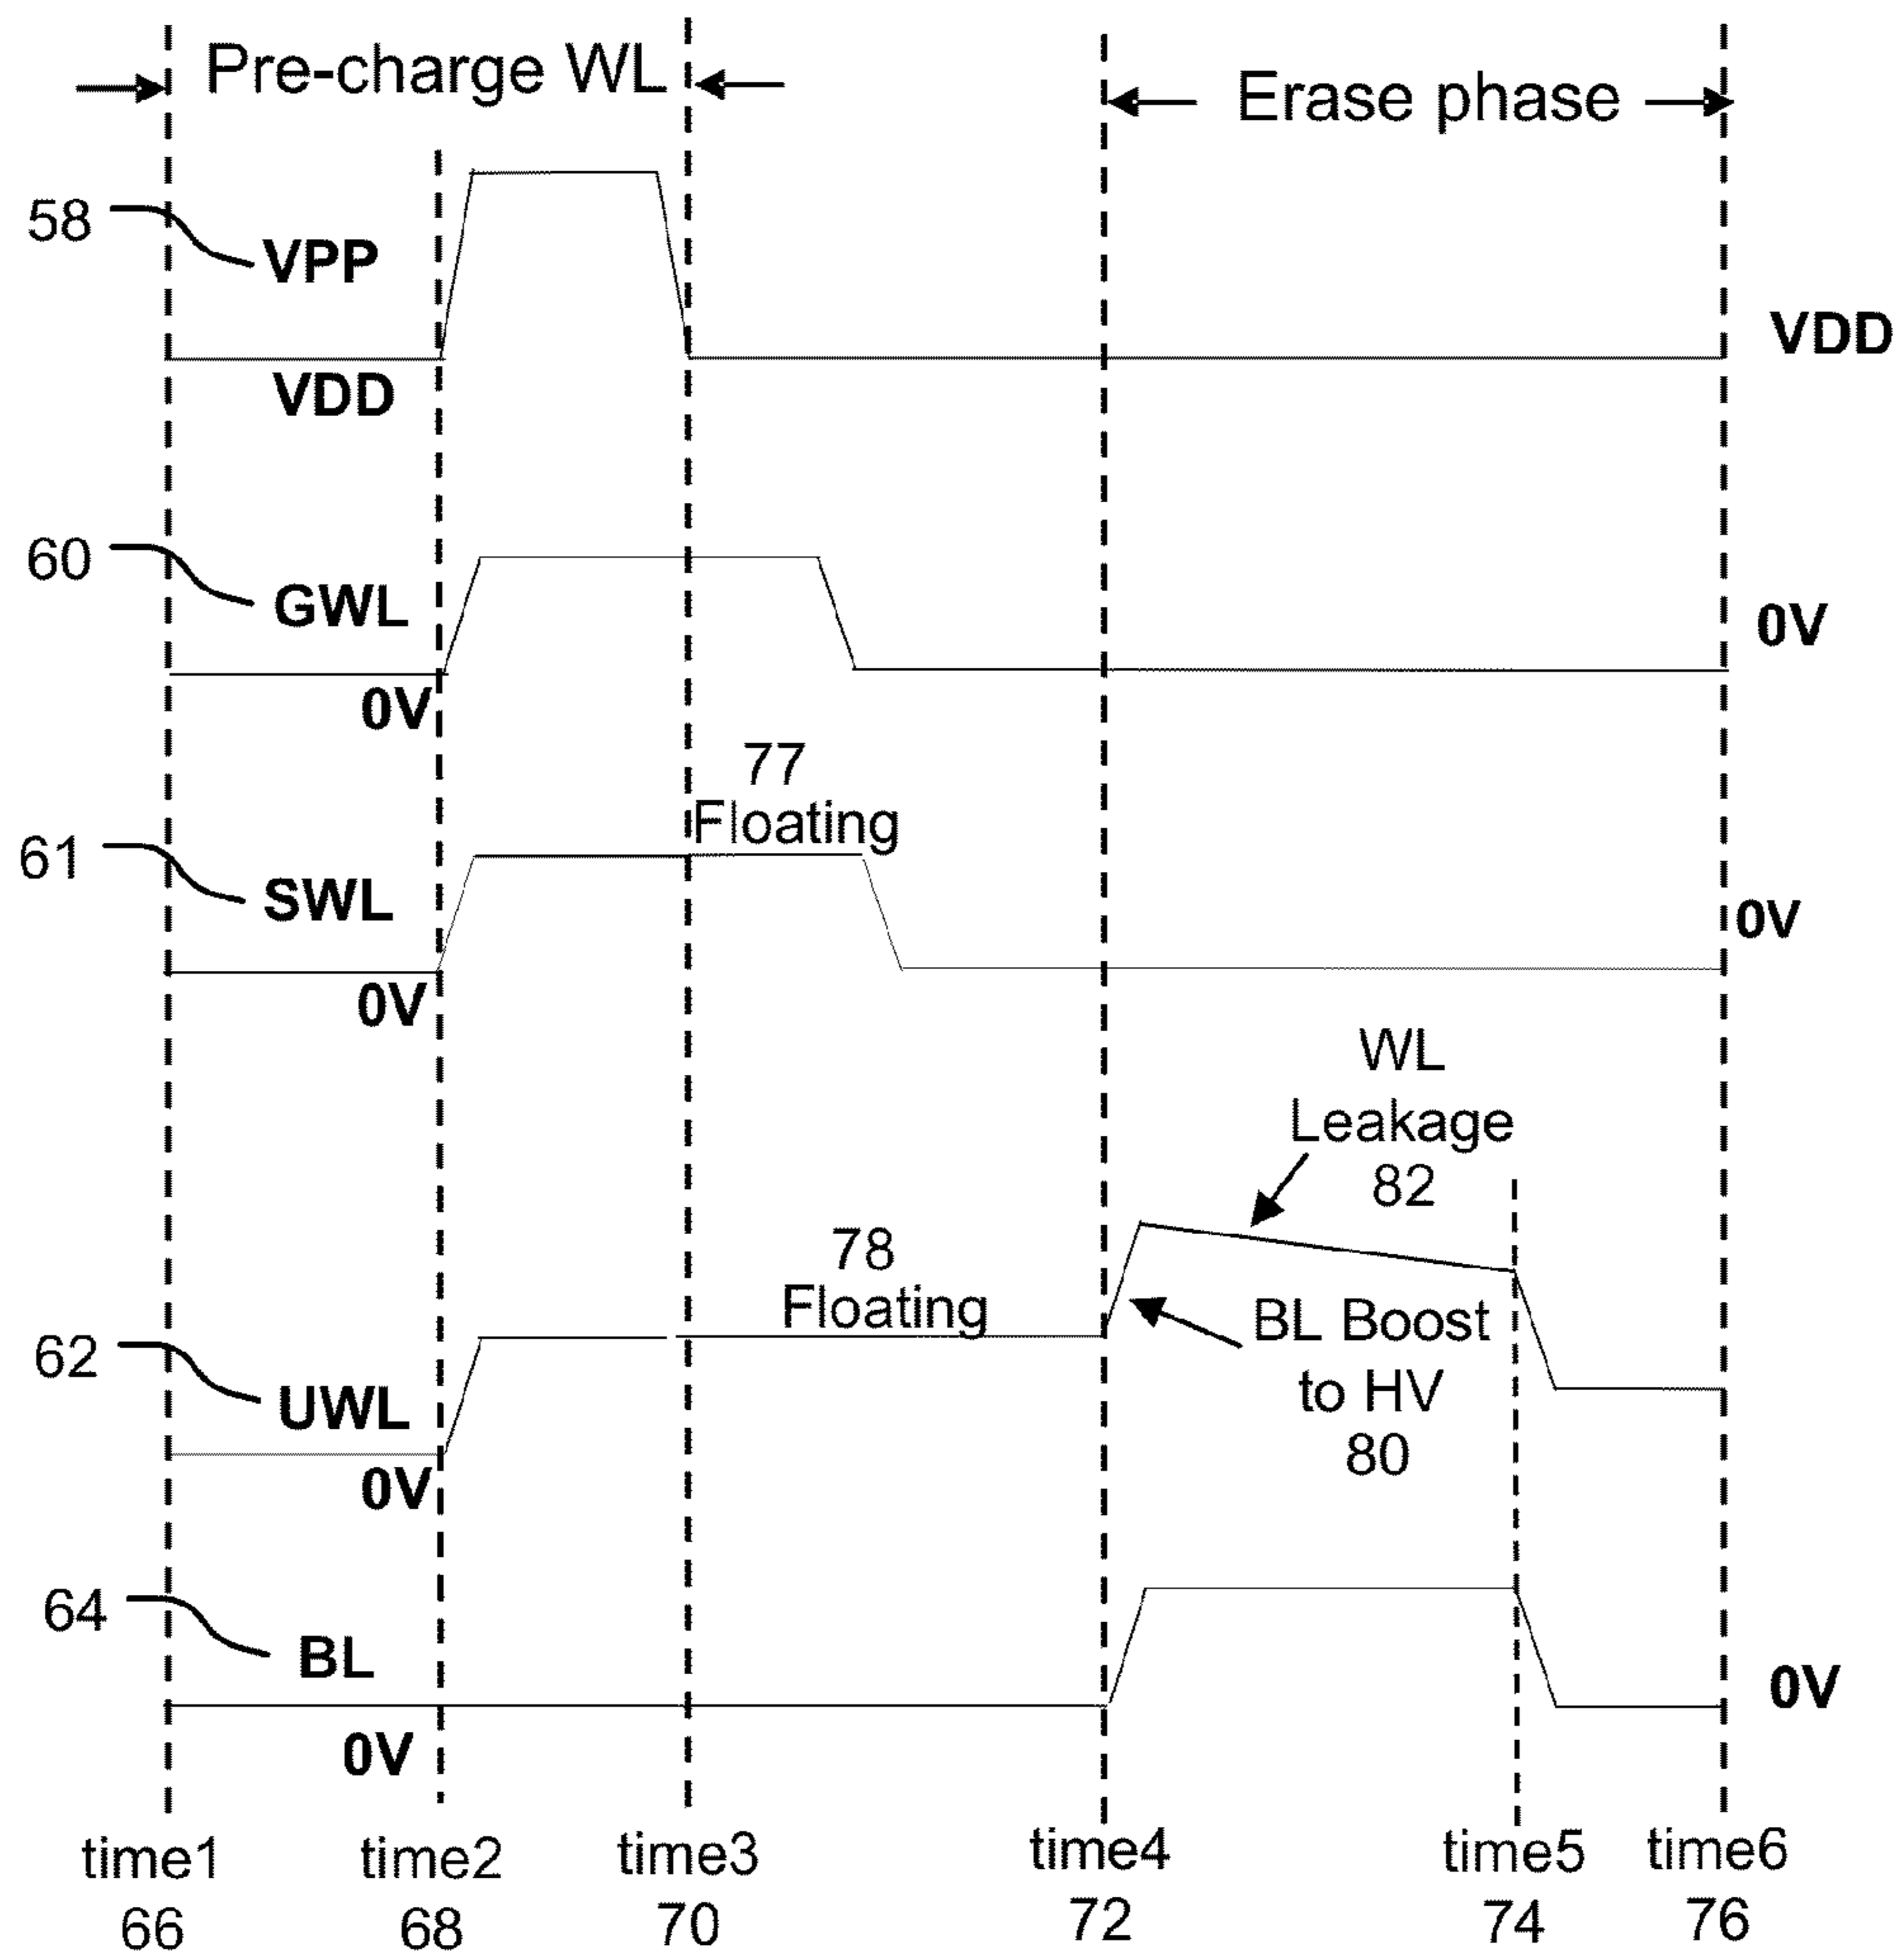 Pre-charge WL
Erase phase
58
VPP
VDD
VDD
60
GWL
0V
0V
77
Floating
61
SWL
0V
0V
WL
Leakage
82
78
Floating
BL Boost
to HV
80
62
UWL
0V
64
BL
0V
0V
time1
time2
time3
time4
time5
time6
66
68
70
72
74
76